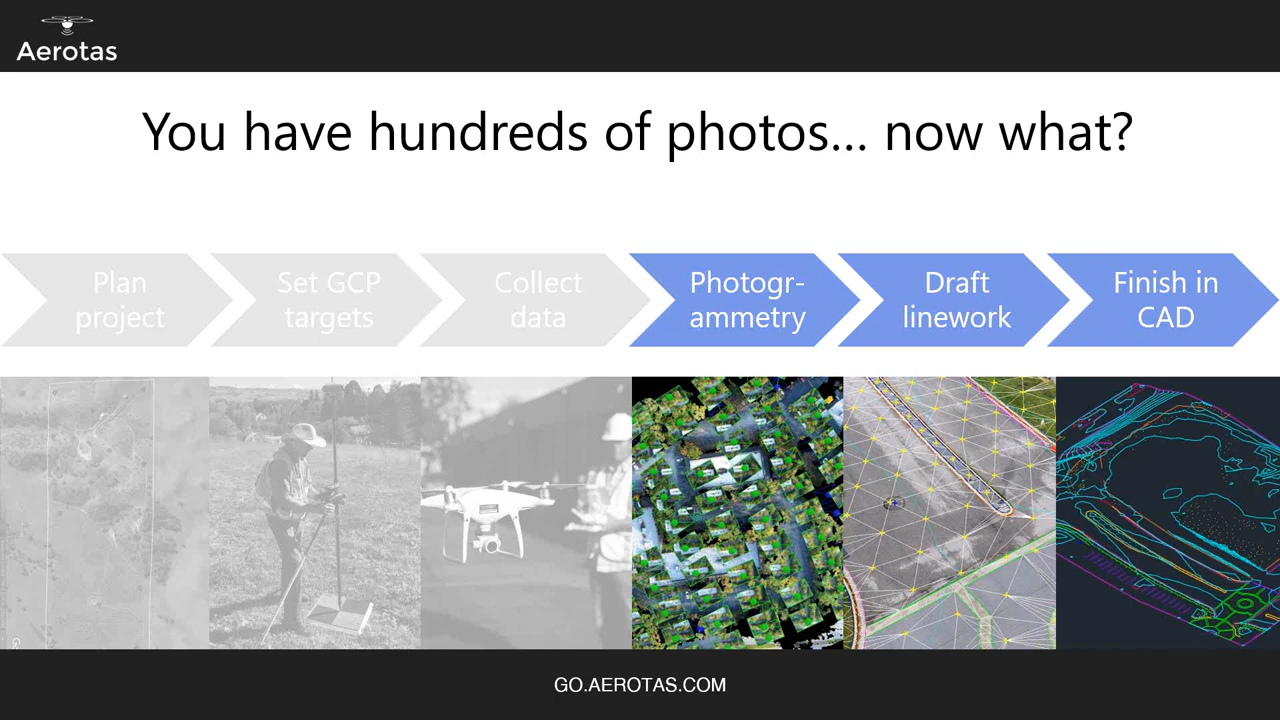 Aerotas
You have hundreds of photos... now what?
Plan
project
Set GCP
targets
Collect
data
Photogr-
ammetry
Draft
linework
Finish in
CAD
GO.AEROTAS.COM